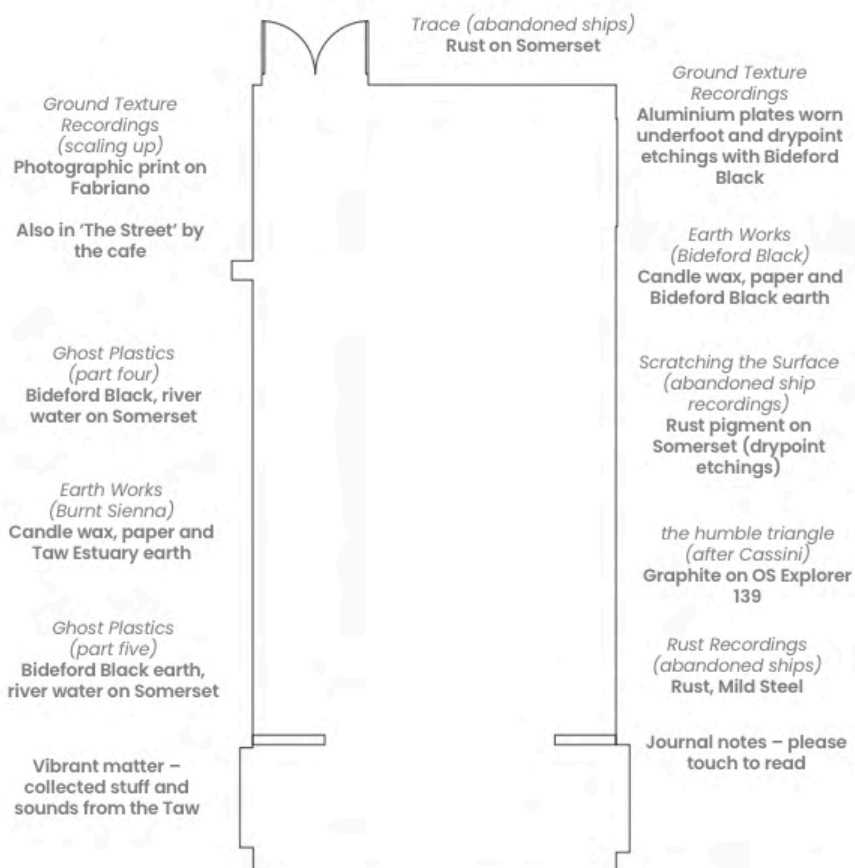 Trace (abandoned ships)
Rust on Somerset
Ground Texture
Recordings
(scaling up)
Photographic print on
Fabriano
Also in ‘The Street’ by
the cafe
Ghost Plastics
(part four)
Bideford Black, river
water on Somerset
Earth Works
(Burnt Sienna)
Candle wax, paper and
Taw Estuary earth
Ghost Plastics
(part five)
Bideford Black earth,
river water on Somerset
Vibrant matter –
collected stuff and
sounds from the Taw
Ground Texture
Recordings
Aluminium plates worn
underfoot and drypoint
etchings with Bideford
Black
Earth Works
(Bideford Black)
Candle wax, paper and
Bideford Black earth
Scratching the Surface
(abandoned ship
recordings)
Rust pigment on
Somerset (drypoint
etchings)
the humble triangle
(after Cassini)
Graphite on OS Explorer
139
Rust Recordings
(abandoned ships)
Rust, Mild Steel
Journal notes – please
touch to read